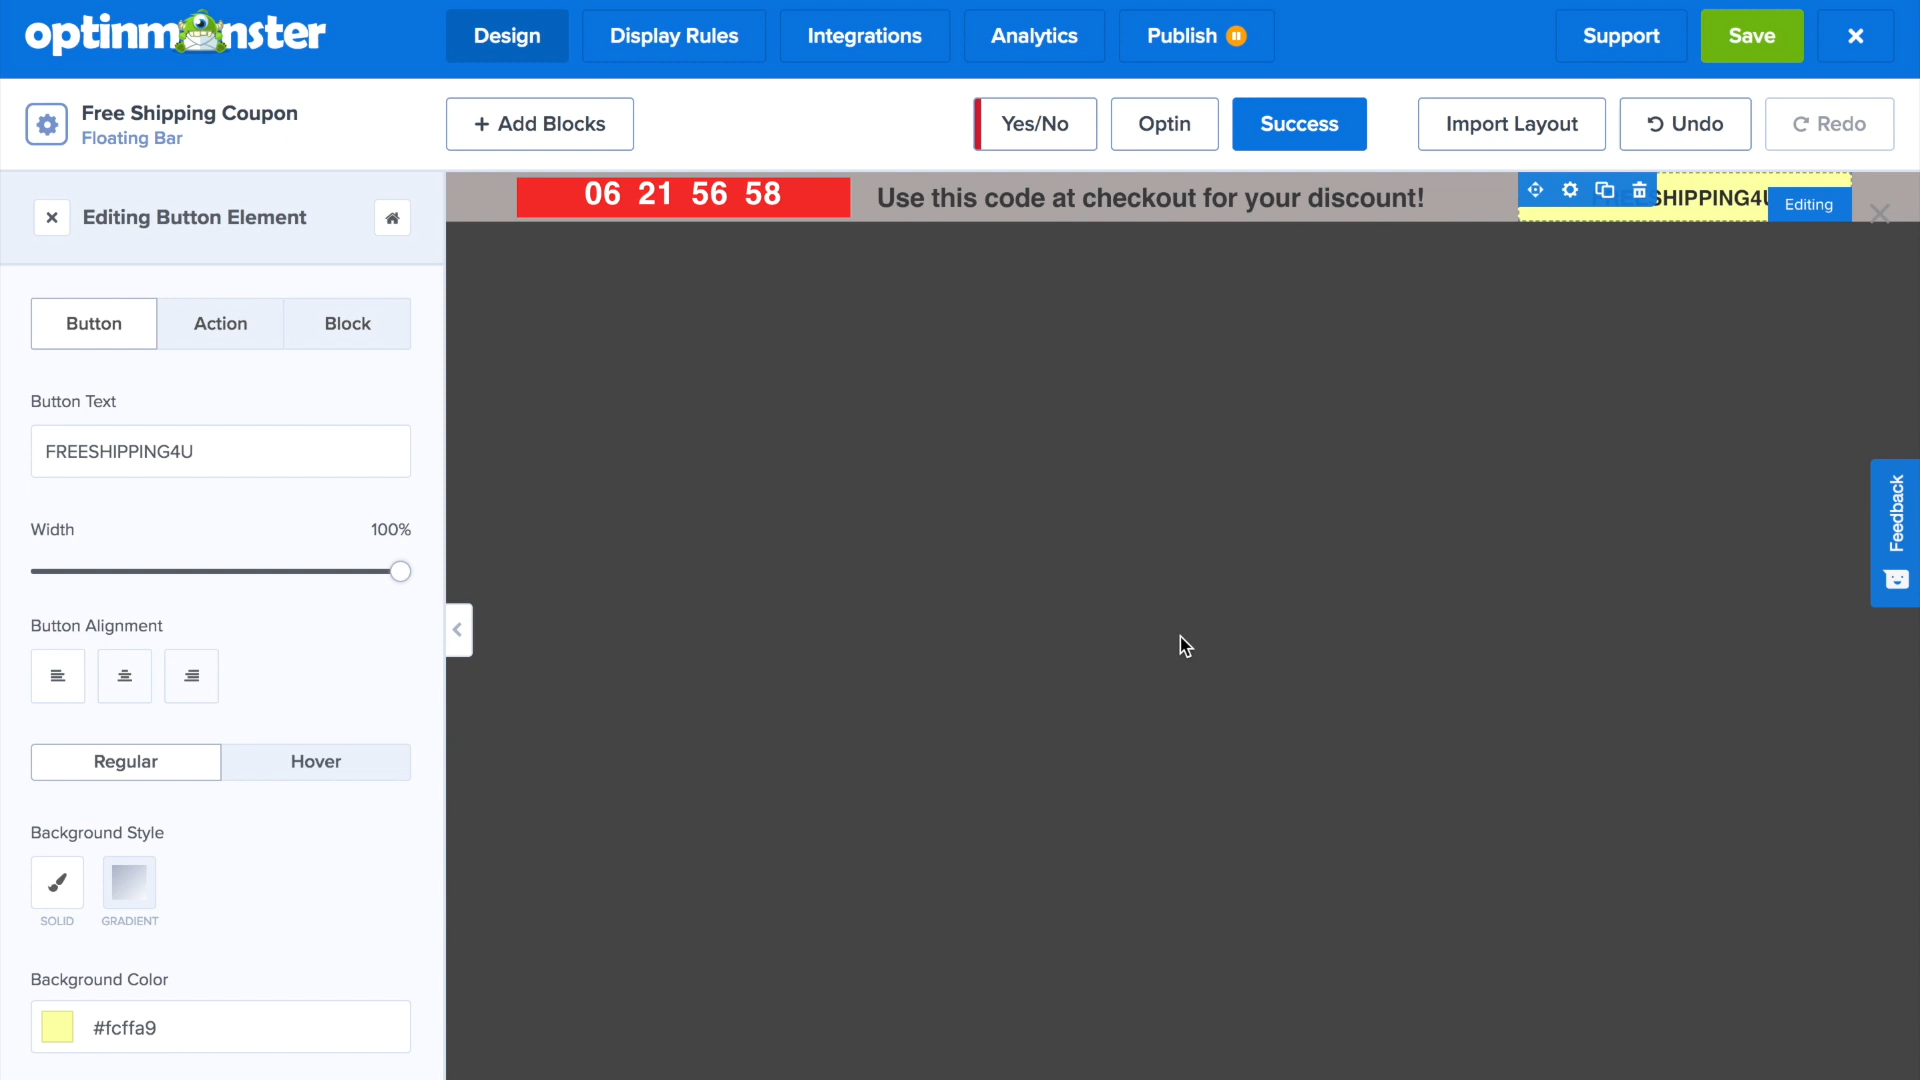 optinmonster
Design
Display Rules
Integrations
Analytics
Publish
Support
Save
Free Shipping Coupon
Floating Bar
+ Add Blocks
Yes/No
Optin
Success
Import Layout
Undo
Redo
Editing Button Element
06 21 56 58
Use this code at checkout for your discount!
SHIPPING4U
Editing
Button
Action
Block
Button Text
FREESHIPPING4U
Width
100%
Button Alignment
Regular
Hover
Background Style
SOLID
GRADIENT
Background Color
#fcffa9
Feedback